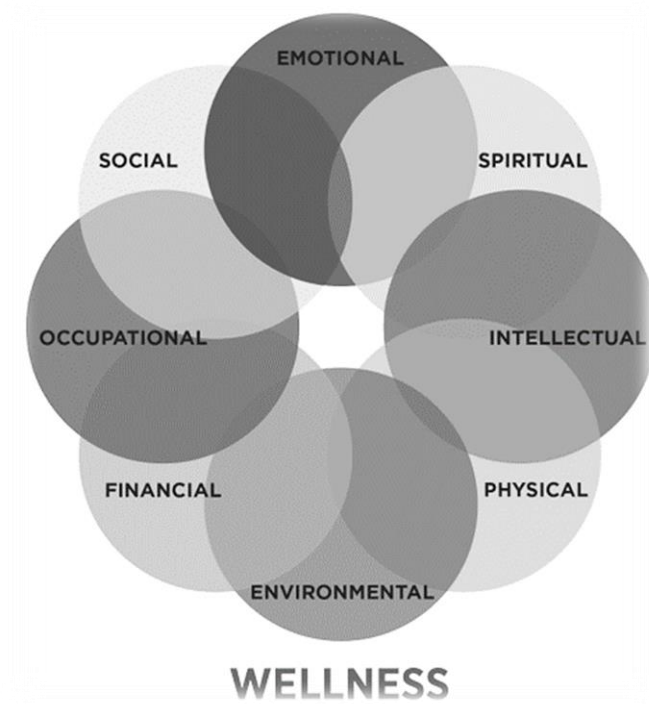 EMOTIONAL
SOCIAL
SPIRITUAL
OCCUPATIONAL
INTELLECTUAL
FINANCIAL
PHYSICAL
ENVIRONMENTAL
WELLNESS